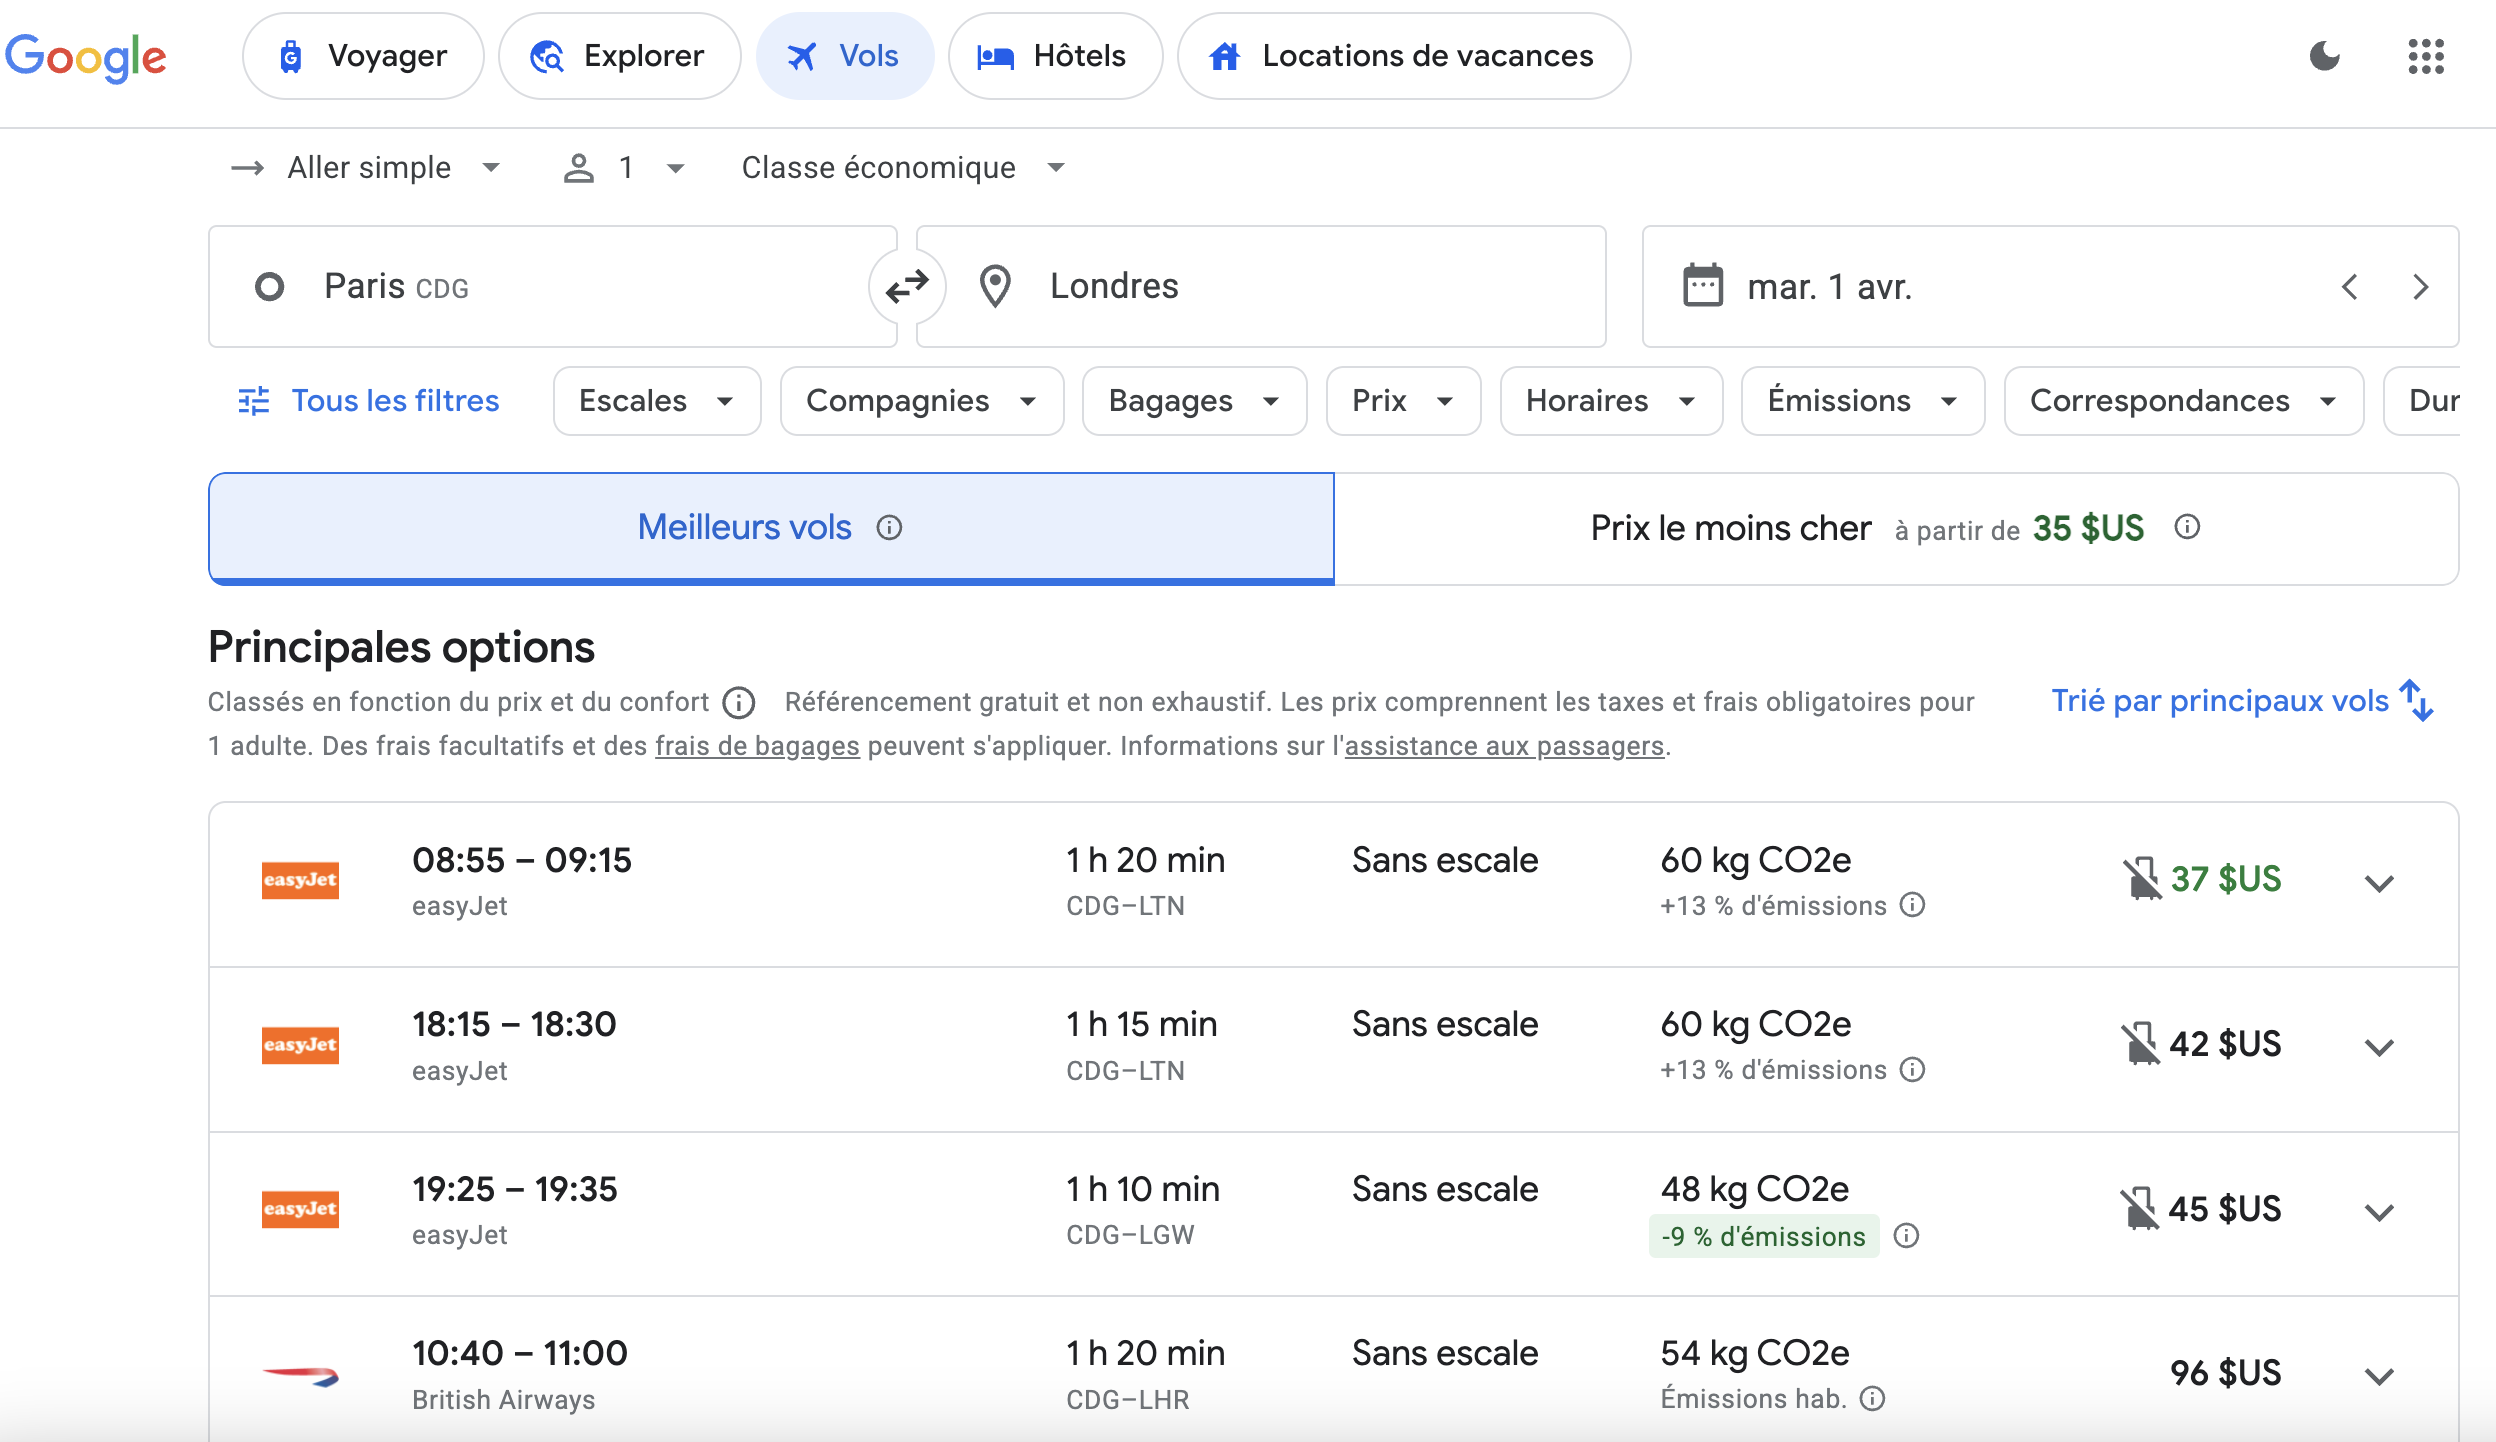 Google Voyager Explorer Vols Hôtels Locations de vacances
Aller simple 1 Classe économique
Paris CDG Londres mar. 1 avr.
Tous les filtres Escales Compagnies Bagages Prix Horaires Émissions Correspondances Dur
Meilleurs vols Prix le moins cher à partir de 35 $US
Principales options
Classés en fonction du prix et du confort Référencement gratuit et non exhaustif. Les prix comprennent les taxes et frais obligatoires pour
1 adulte. Des frais facultatifs et des frais de bagages peuvent s'appliquer. Informations sur l'assistance aux passagers.
Trié par principaux vols
easyJet 08:55 – 09:15 1 h 20 min Sans escale 60 kg CO2e 37 $US
easyJet CDG–LTN +13 % d'émissions
easyJet 18:15 – 18:30 1 h 15 min Sans escale 60 kg CO2e 42 $US
easyJet CDG–LTN +13 % d'émissions
easyJet 19:25 – 19:35 1 h 10 min Sans escale 48 kg CO2e 45 $US
easyJet CDG–LGW -9 % d'émissions
10:40 – 11:00 1 h 20 min Sans escale 54 kg CO2e 96 $US
British Airways CDG–LHR Émissions hab.